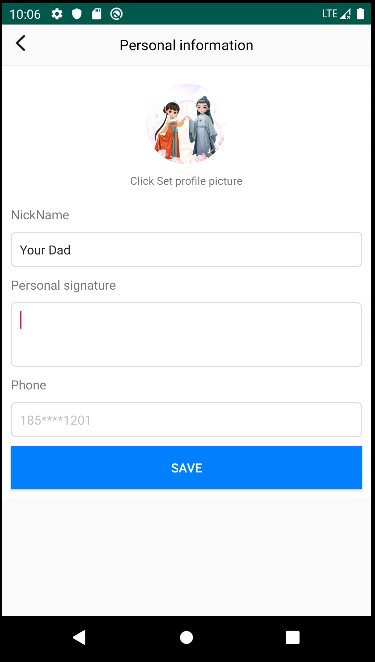 10:06 LTE
Personal information
Click Set profile picture
NickName
Your Dad
Personal signature
Phone
185****1201
SAVE